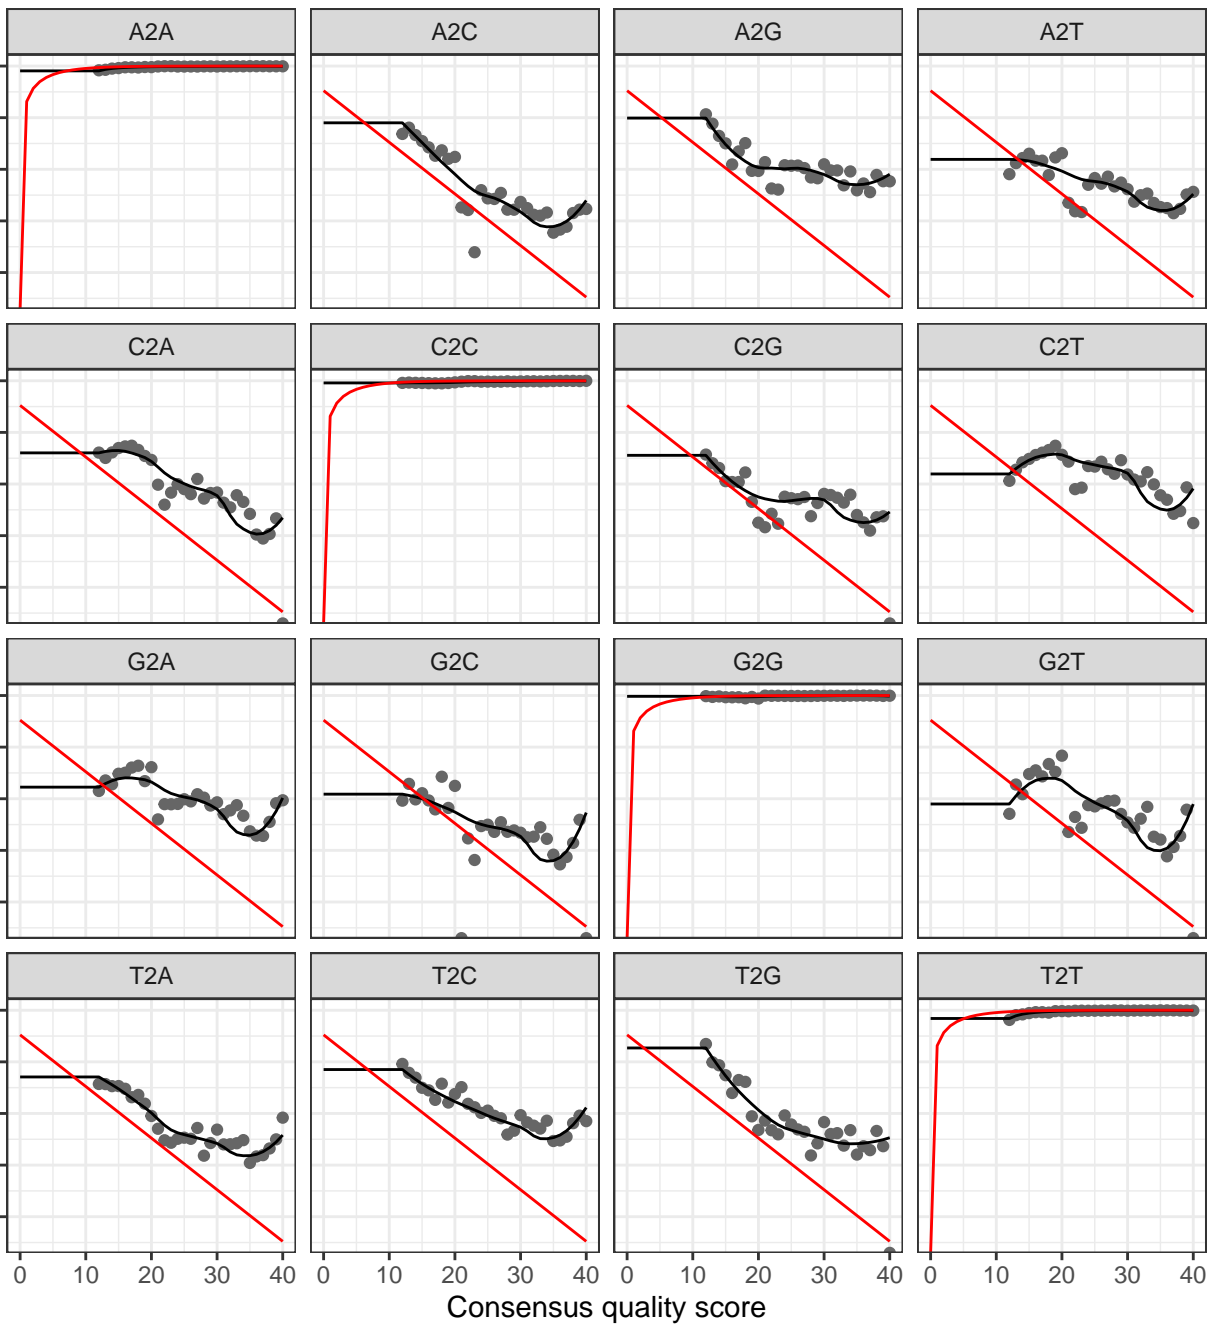 A2A A2C A2G A2T
C2A C2C C2G C2T
G2A G2C G2G G2T
T2A T2C T2G T2T
0 10 20 30 40 0 10 20 30 40 0 10 20 30 40 0 10 20 30 40
Consensus quality score